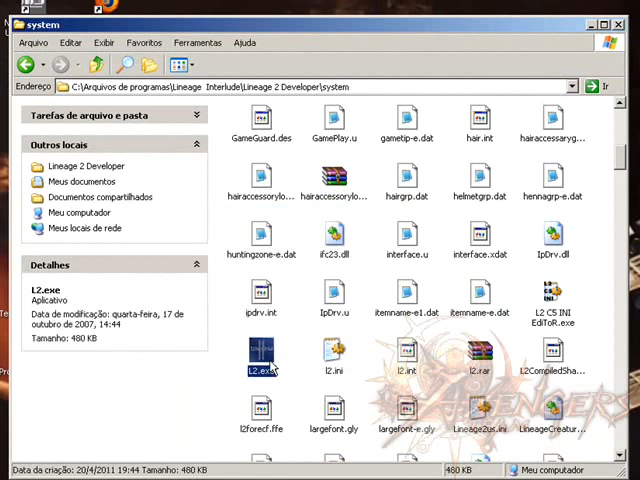 system
Arquivo Editar Exibir Favoritos Ferramentas Ajuda
Endereço C:\Arquivos de programas\Lineage Interlude\Lineage 2 Developer\system Ir
Tarefas de arquivo e pasta
Outros locais
Lineage 2 Developer
Meus documentos
Documentos compartilhados
Meu computador
Meus locais de rede
Detalhes
L2.exe
Aplicativo
Data de modificação: quarta-feira, 17 de
outubro de 2007, 14:44
Tamanho: 480 KB
GameGuard.des GamePlay.u gametip-e.dat hair.int hairaccessaryg...
hairaccessorylo... hairaccessorylo... hairgrp.dat helmetgrp.dat hennagrp-e.dat
huntingzone-e.dat ifc23.dll interface.u interface.xdat IpDrv.dll
ipdrv.int IpDrv.u itemname-e1.dat itemname-e.dat L2 C5 INI
EdiToR.exe
L2.exe l2.ini l2.int l2.rar L2CompiledSha...
l2forecf.ffe largefont.gly largefont-e.gly Lineage2us.ini LineageCreatur...
AVENGERS
Data da criação: 20/4/2011 19:44 Tamanho: 480 KB 480 KB Meu computador